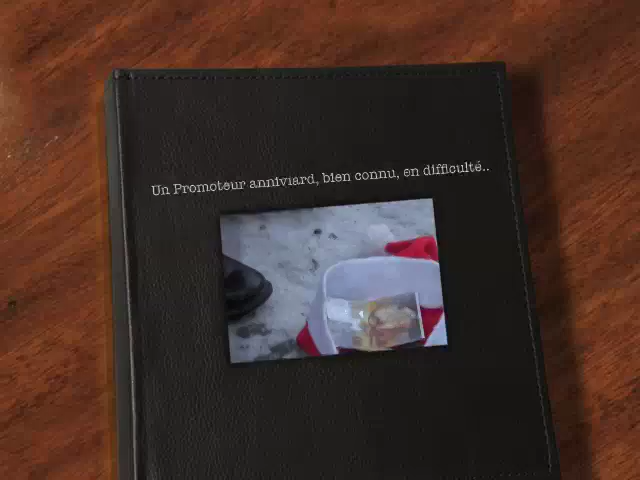 Un Promoteur anniviard, bien connu, en difficulté..